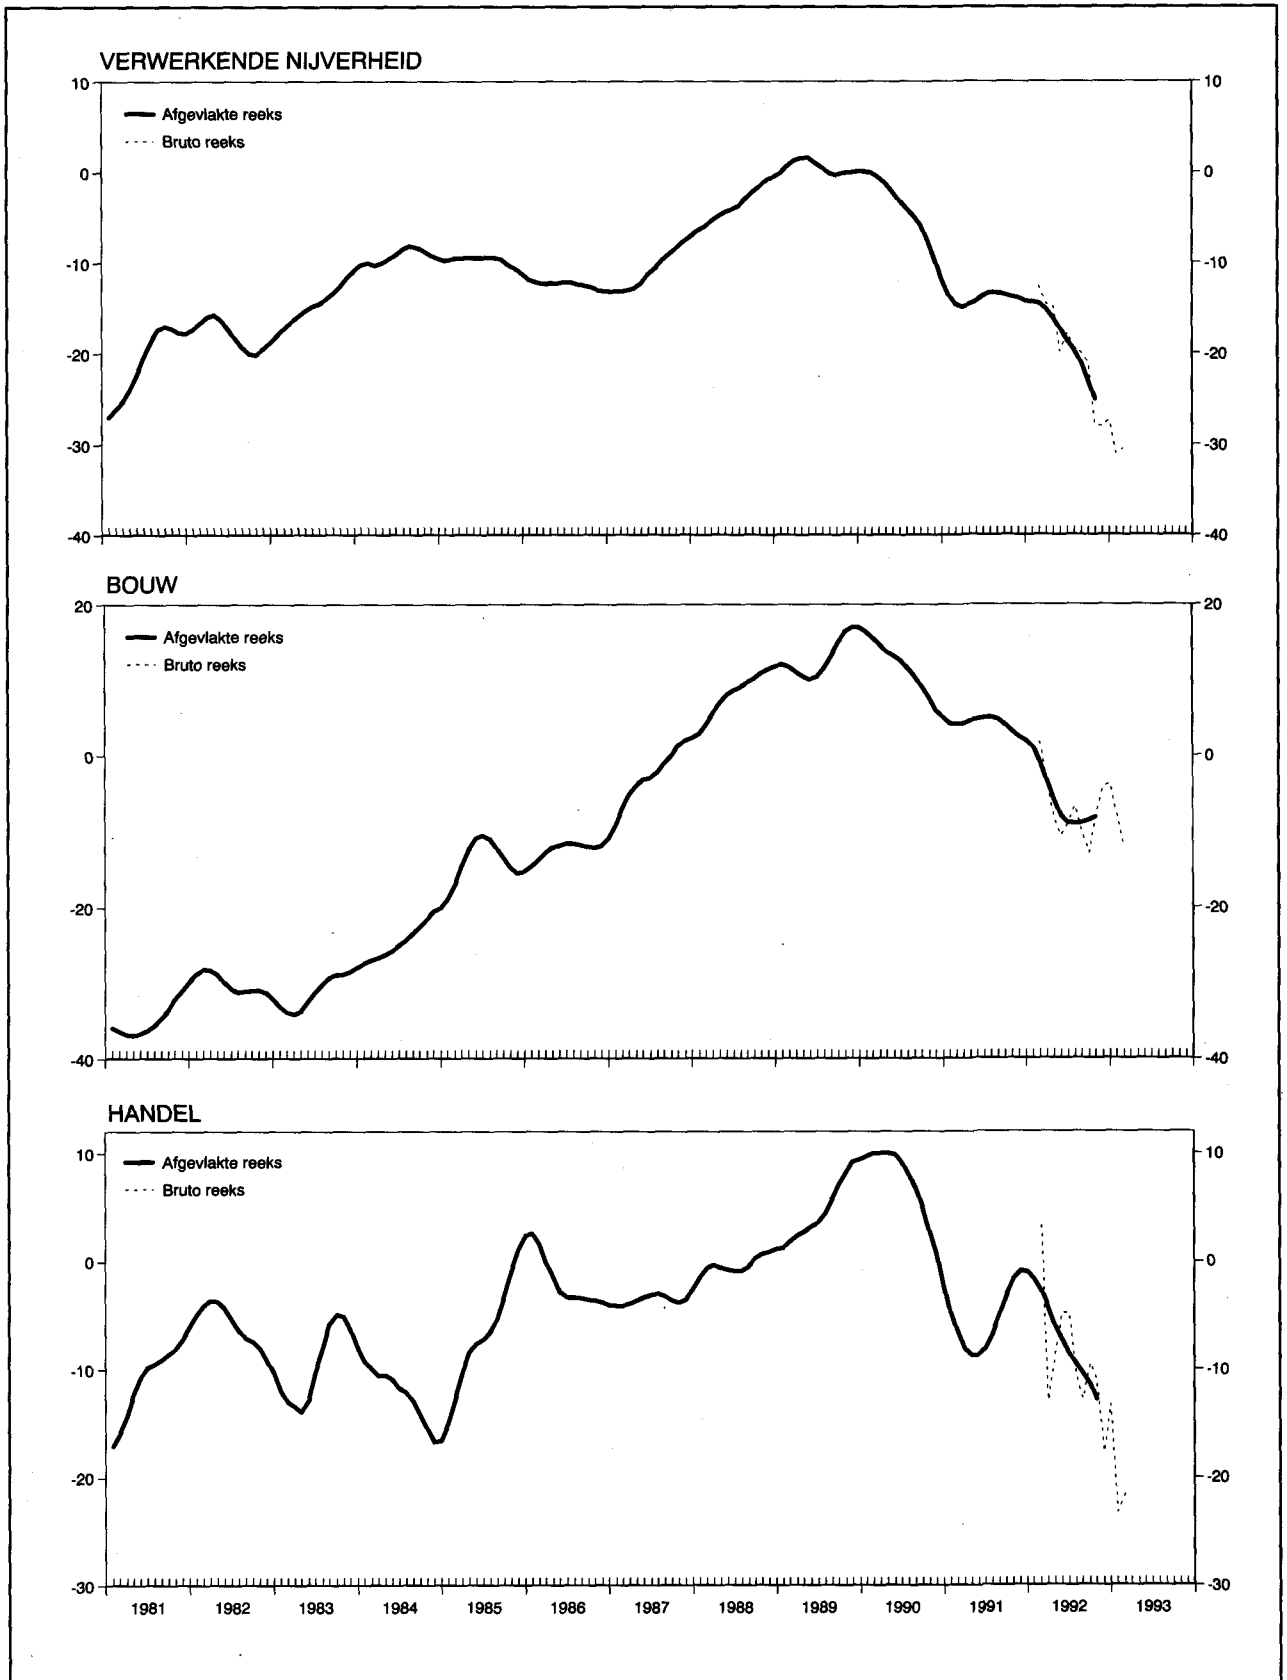 VERWERKENDE NIJVERHEID
10 10
Afgevlakte reeks
Bruto reeks
0 0
-10 -10
-20 -20
-30 -30
-40 -40
BOUW
20 20
Afgevlakte reeks
Bruto reeks
0 0
-20 -20
-40 -40
HANDEL
10 10
Afgevlakte reeks
Bruto reeks
0 0
-10 -10
-20 -20
-30 -30
1981 1982 1983 1984 1985 1986 1987 1988 1989 1990 1991 1992 1993